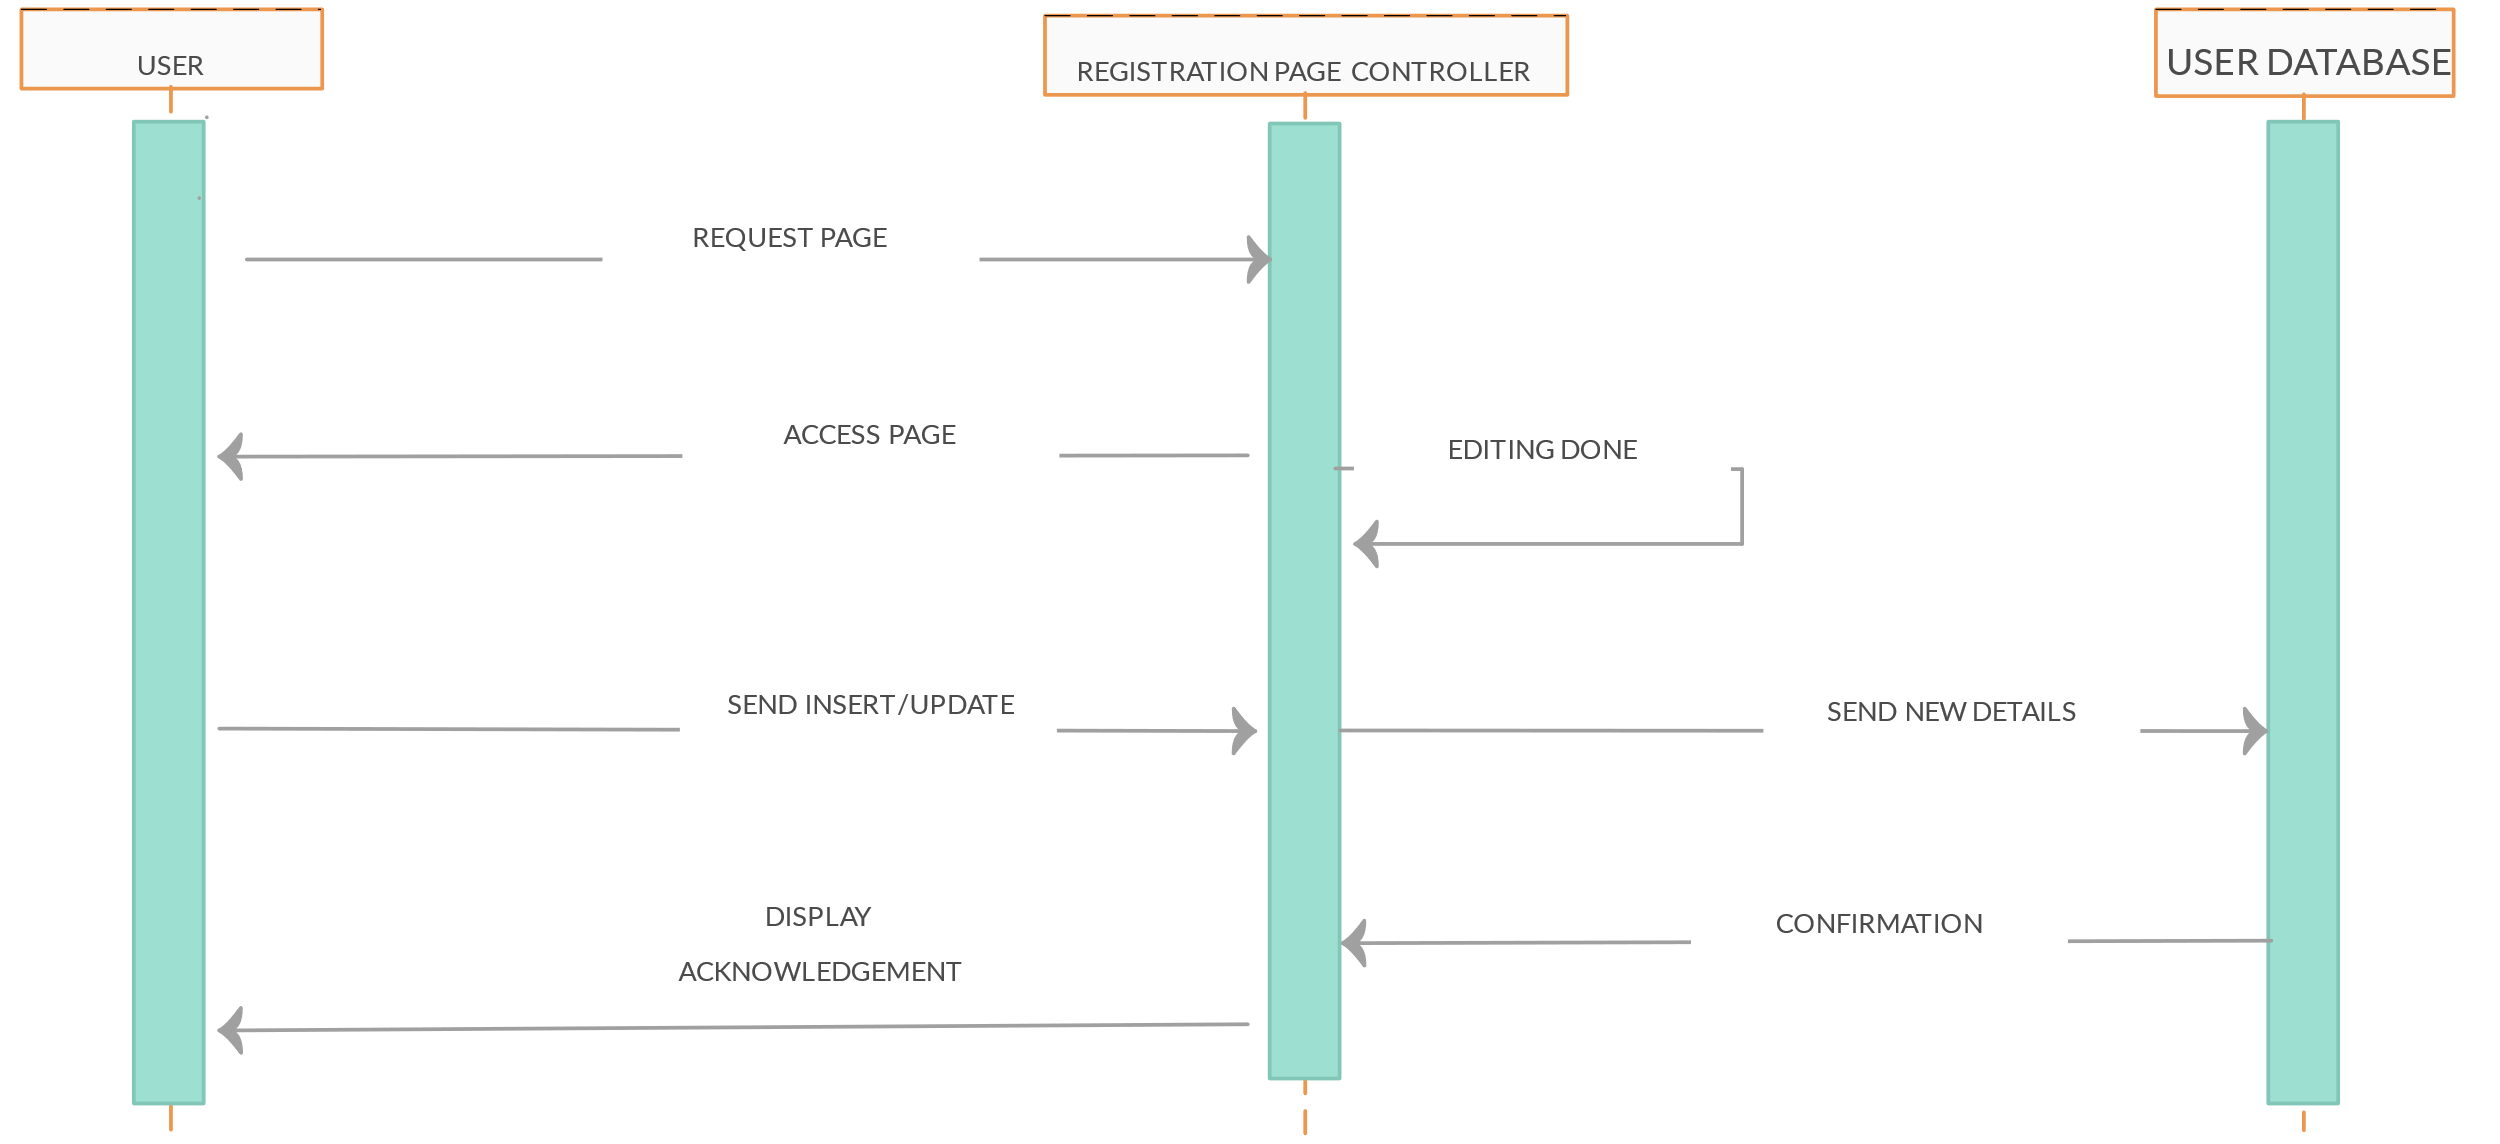 USER
REGISTRATION PAGE CONTROLLER
USER DATABASE
REQUEST PAGE
ACCESS PAGE
EDITING DONE
SEND INSERT/UPDATE
SEND NEW DETAILS
DISPLAY
ACKNOWLEDGEMENT
CONFIRMATION